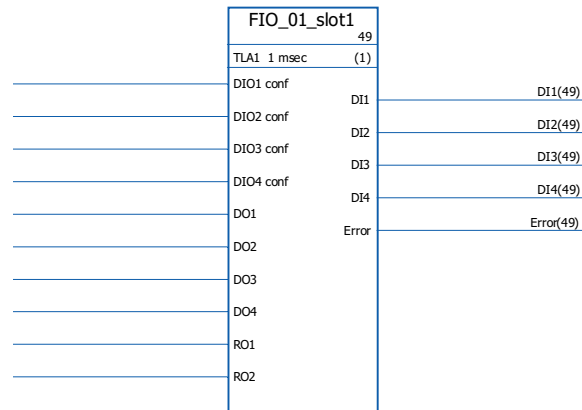 FIO_01_slot1
49
TLA1 1 msec (1)
DIO1 conf
DI1 DI1(49)
DIO2 conf
DI2 DI2(49)
DIO3 conf
DI3 DI3(49)
DIO4 conf
DI4 DI4(49)
DO1
Error Error(49)
DO2
DO3
DO4
RO1
RO2